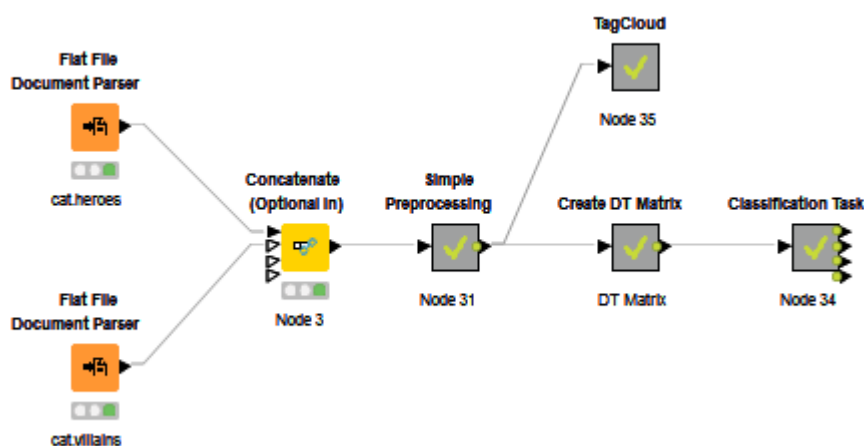 TagCloud
Node 35
Flat File
Document Parser
cat.heroes
Concatenate
(Optional in)
Node 3
Simple
Preprocessing
Node 31
Create DT Matrix
DT Matrix
Classification Task
Node 34
Flat File
Document Parser
cat.villains